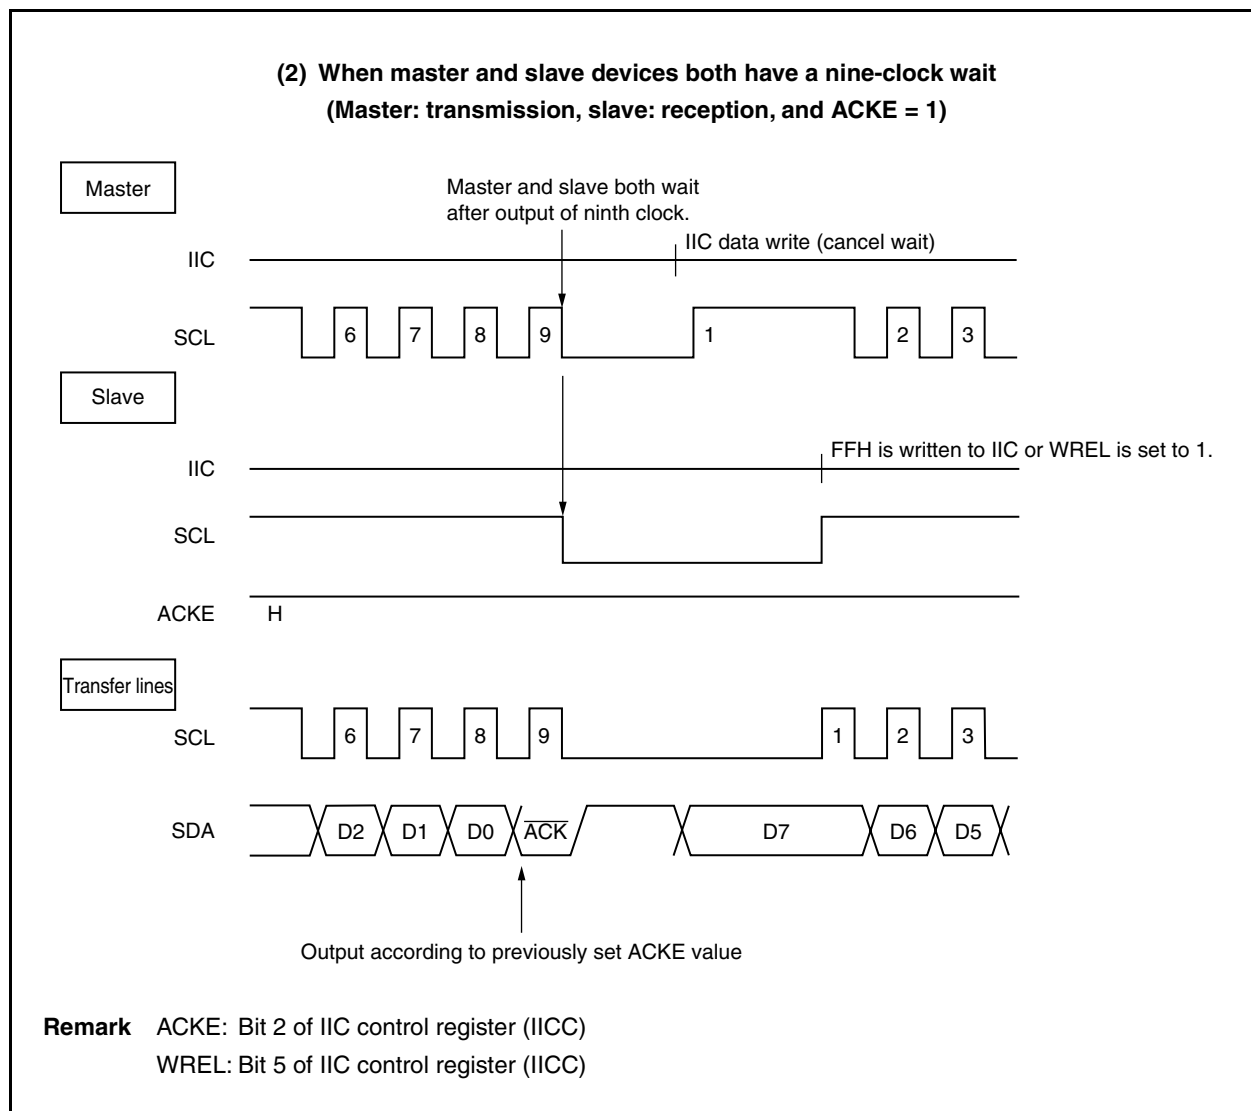 (2) When master and slave devices both have a nine-clock wait
(Master: transmission, slave: reception, and ACKE = 1)
Master
Master and slave both wait
after output of ninth clock.
IIC
IIC data write (cancel wait)
SCL
6 7 8 9 1 2 3
Slave
IIC
FFH is written to IIC or WREL is set to 1.
SCL
ACKE H
Transfer lines
SCL
6 7 8 9 1 2 3
SDA
D2 D1 D0 ACK D7 D6 D5
Output according to previously set ACKE value
Remark ACKE: Bit 2 of IIC control register (IICC)
WREL: Bit 5 of IIC control register (IICC)